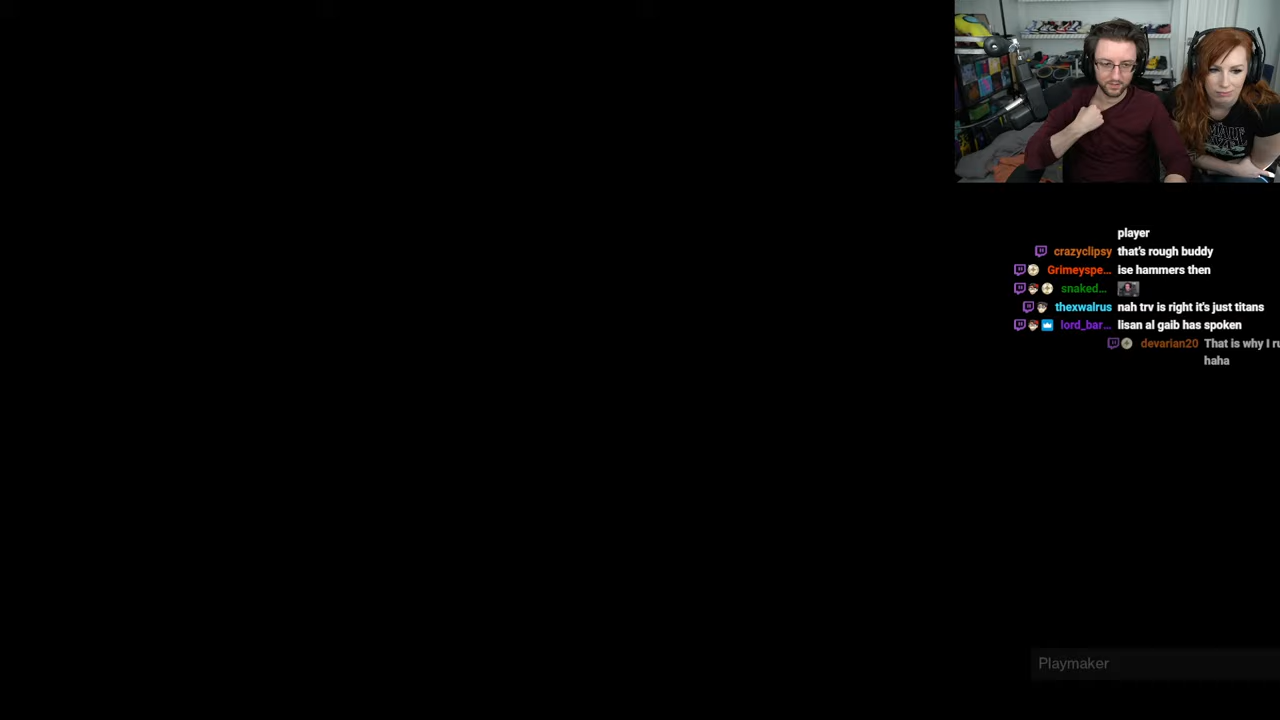 player
crazyclipsy that's rough buddy
Grimeyspe... ise hammers then
snaked...
thexwalrus nah trv is right it's just titans
lord_bar... lisan al gaib has spoken
devarian20 That is why I ru
haha
Playmaker